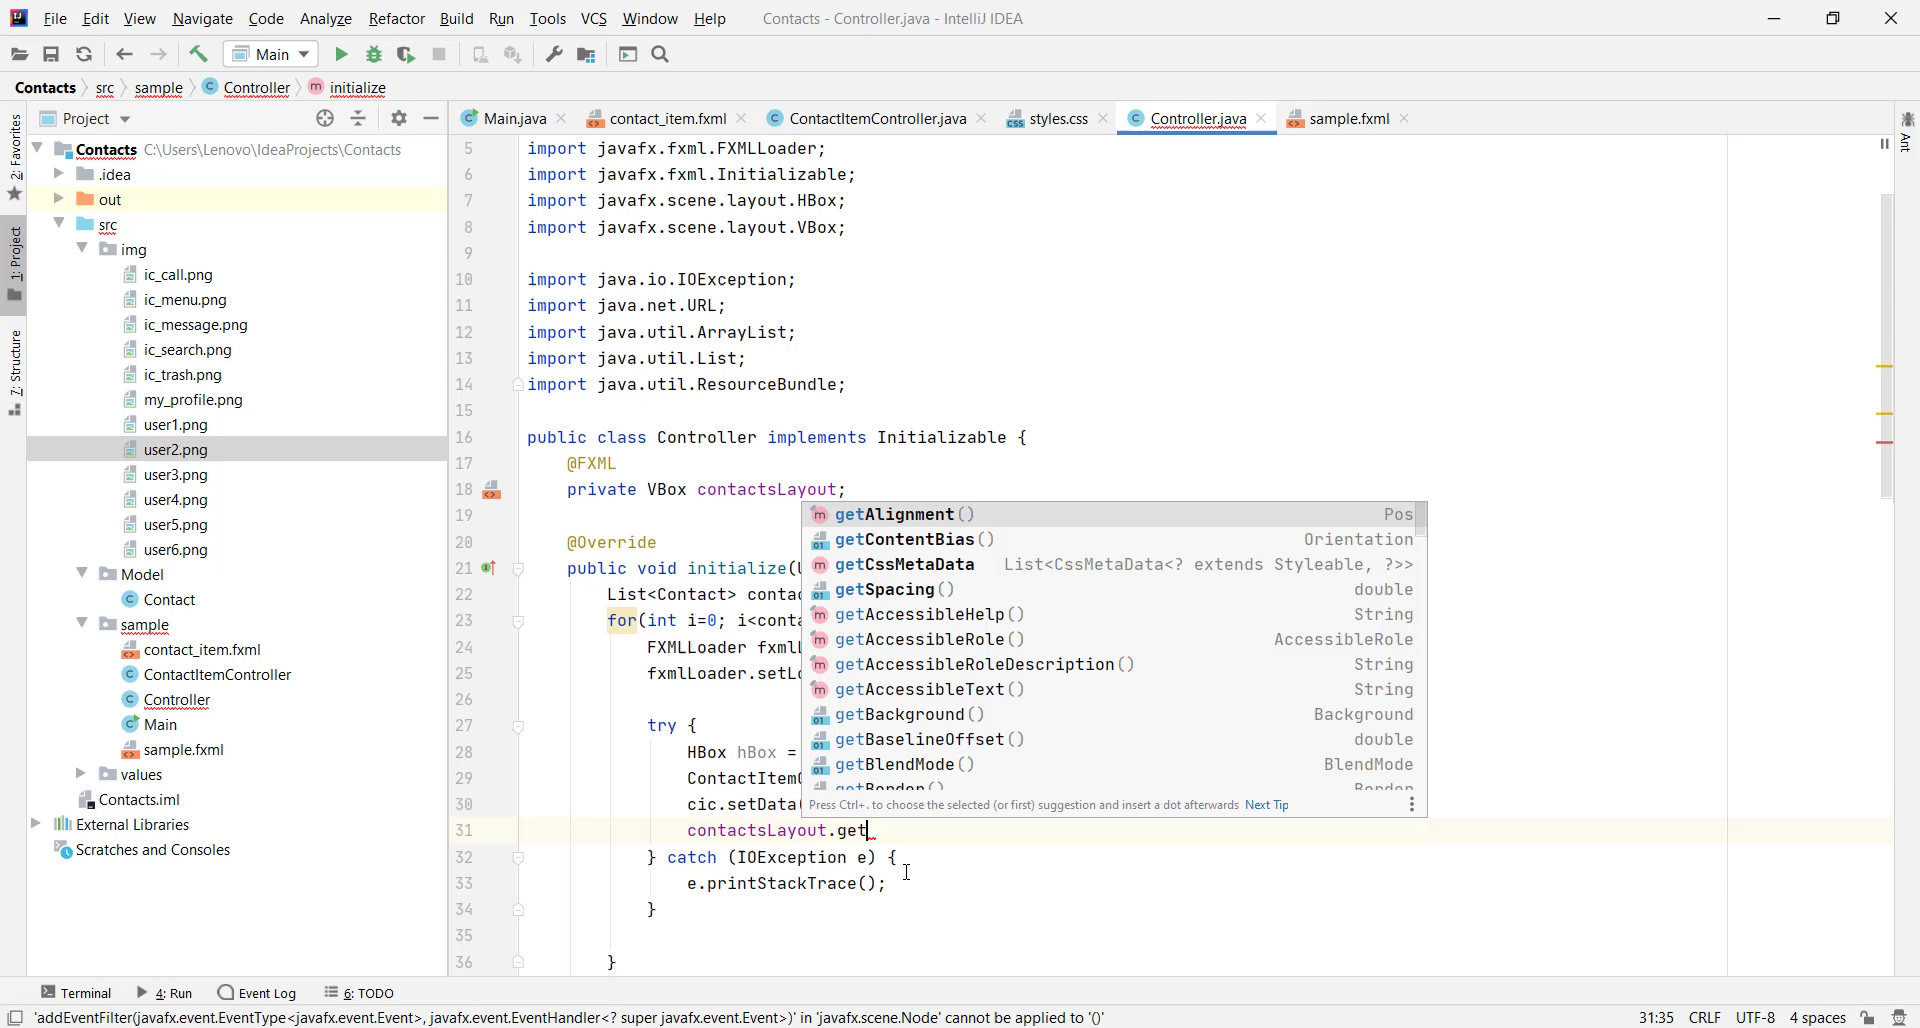 File Edit View Navigate Code Analyze Refactor Build Run Tools VCS Window Help Contacts - Controller.java - IntelliJ IDEA
Main
Contacts src sample Controller initialize
Project
Main.java contact_item.fxml ContactItemController.java styles.css Controller.java sample.fxml
2: Favorites
1: Project
7: Structure
Ant
Contacts C:\Users\Lenovo\IdeaProjects\Contacts
.idea
out
src
img
ic_call.png
ic_menu.png
ic_message.png
ic_search.png
ic_trash.png
my_profile.png
user1.png
user2.png
user3.png
user4.png
user5.png
user6.png
Model
Contact
sample
contact_item.fxml
ContactItemController
Controller
Main
sample.fxml
values
Contacts.iml
External Libraries
Scratches and Consoles
5 import javafx.fxml.FXMLLoader;
6 import javafx.fxml.Initializable;
7 import javafx.scene.layout.HBox;
8 import javafx.scene.layout.VBox;
9
10 import java.io.IOException;
11 import java.net.URL;
12 import java.util.ArrayList;
13 import java.util.List;
14 import java.util.ResourceBundle;
15
16 public class Controller implements Initializable {
17 @FXML
18 private VBox contactsLayout;
19
20 @Override
21 public void initialize(
22 List<Contact> conta
23 for(int i=0; i<conta
24 FXMLLoader fxml
25 fxmlLoader.setL
26
27 try {
28 HBox hBox =
29 ContactItem
30 cic.setData
31 contactsLayout.get
32 } catch (IOException e) {
33 e.printStackTrace();
34 }
35
36 }
getAlignment() Pos
getContentBias() Orientation
getCssMetaData List<CssMetaData<? extends Styleable, ?>>
getSpacing() double
getAccessibleHelp() String
getAccessibleRole() AccessibleRole
getAccessibleRoleDescription() String
getAccessibleText() String
getBackground() Background
getBaselineOffset() double
getBlendMode() BlendMode
getBorder() Border
Press Ctrl+. to choose the selected (or first) suggestion and insert a dot afterwards Next Tip
Terminal 4: Run Event Log 6: TODO
'addEventFilter(javafx.event.EventType<javafx.event.Event>, javafx.event.EventHandler<? super javafx.event.Event>)' in 'javafx.scene.Node' cannot be applied to '()' 31:35 CRLF UTF-8 4 spaces